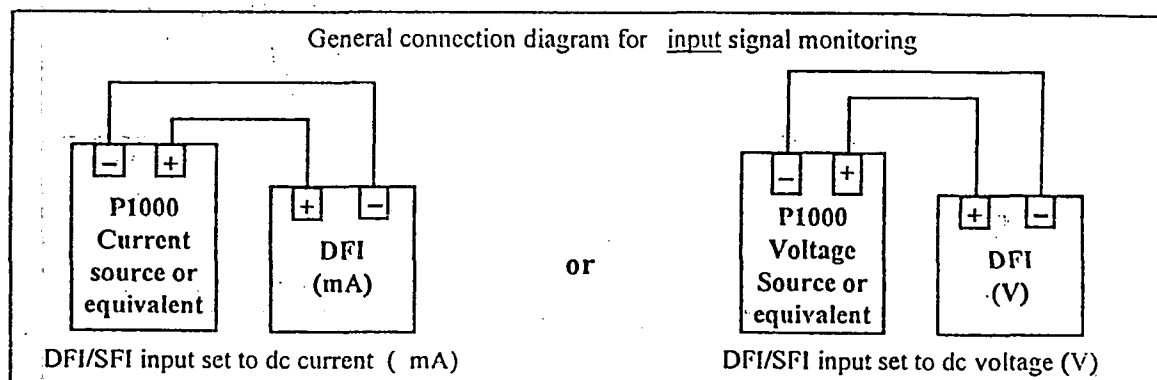 General connection diagram for input signal monitoring
− +
P1000
Current
source or
equivalent
+ −
DFI
(mA)
DFI/SFI input set to dc current ( mA)
or
− +
P1000
Voltage
Source or
equivalent
+ −
DFI
(V)
DFI/SFI input set to dc voltage (V)